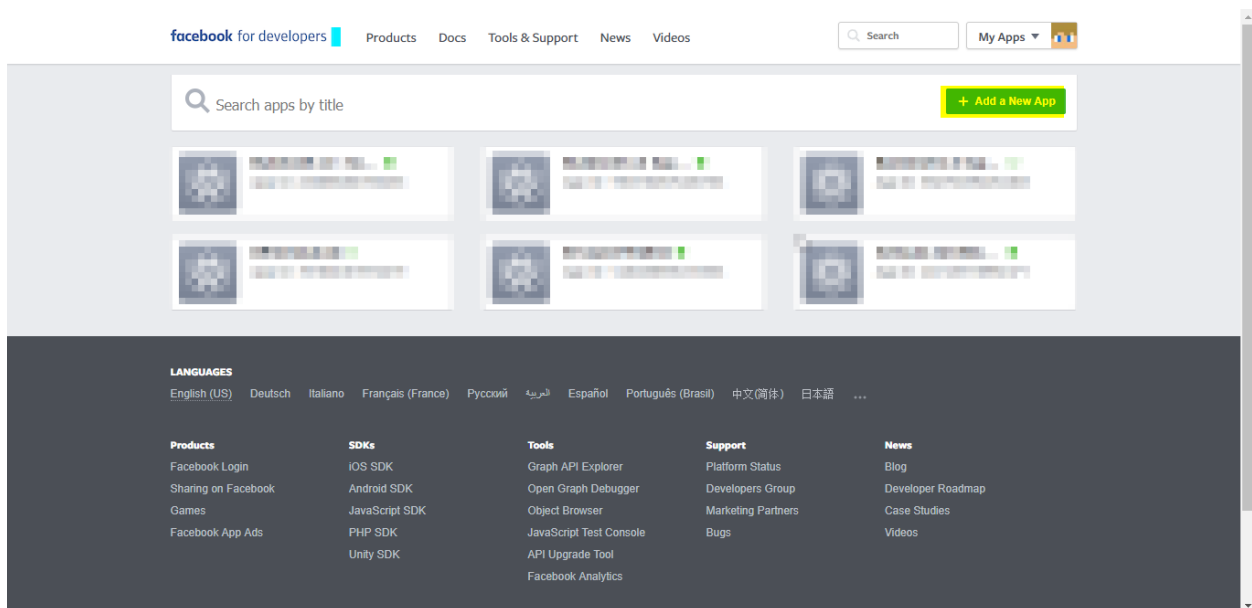 facebook for developers Products Docs Tools & Support News Videos Search My Apps
Search apps by title + Add a New App
LANGUAGES
English (US) Deutsch Italiano Français (France) Русский العربية Español Português (Brasil) 中文(简体) 日本語 ...
Products SDKs Tools Support News
Facebook Login iOS SDK Graph API Explorer Platform Status Blog
Sharing on Facebook Android SDK Open Graph Debugger Developers Group Developer Roadmap
Games JavaScript SDK Object Browser Marketing Partners Case Studies
Facebook App Ads PHP SDK JavaScript Test Console Bugs Videos
Unity SDK API Upgrade Tool
Facebook Analytics